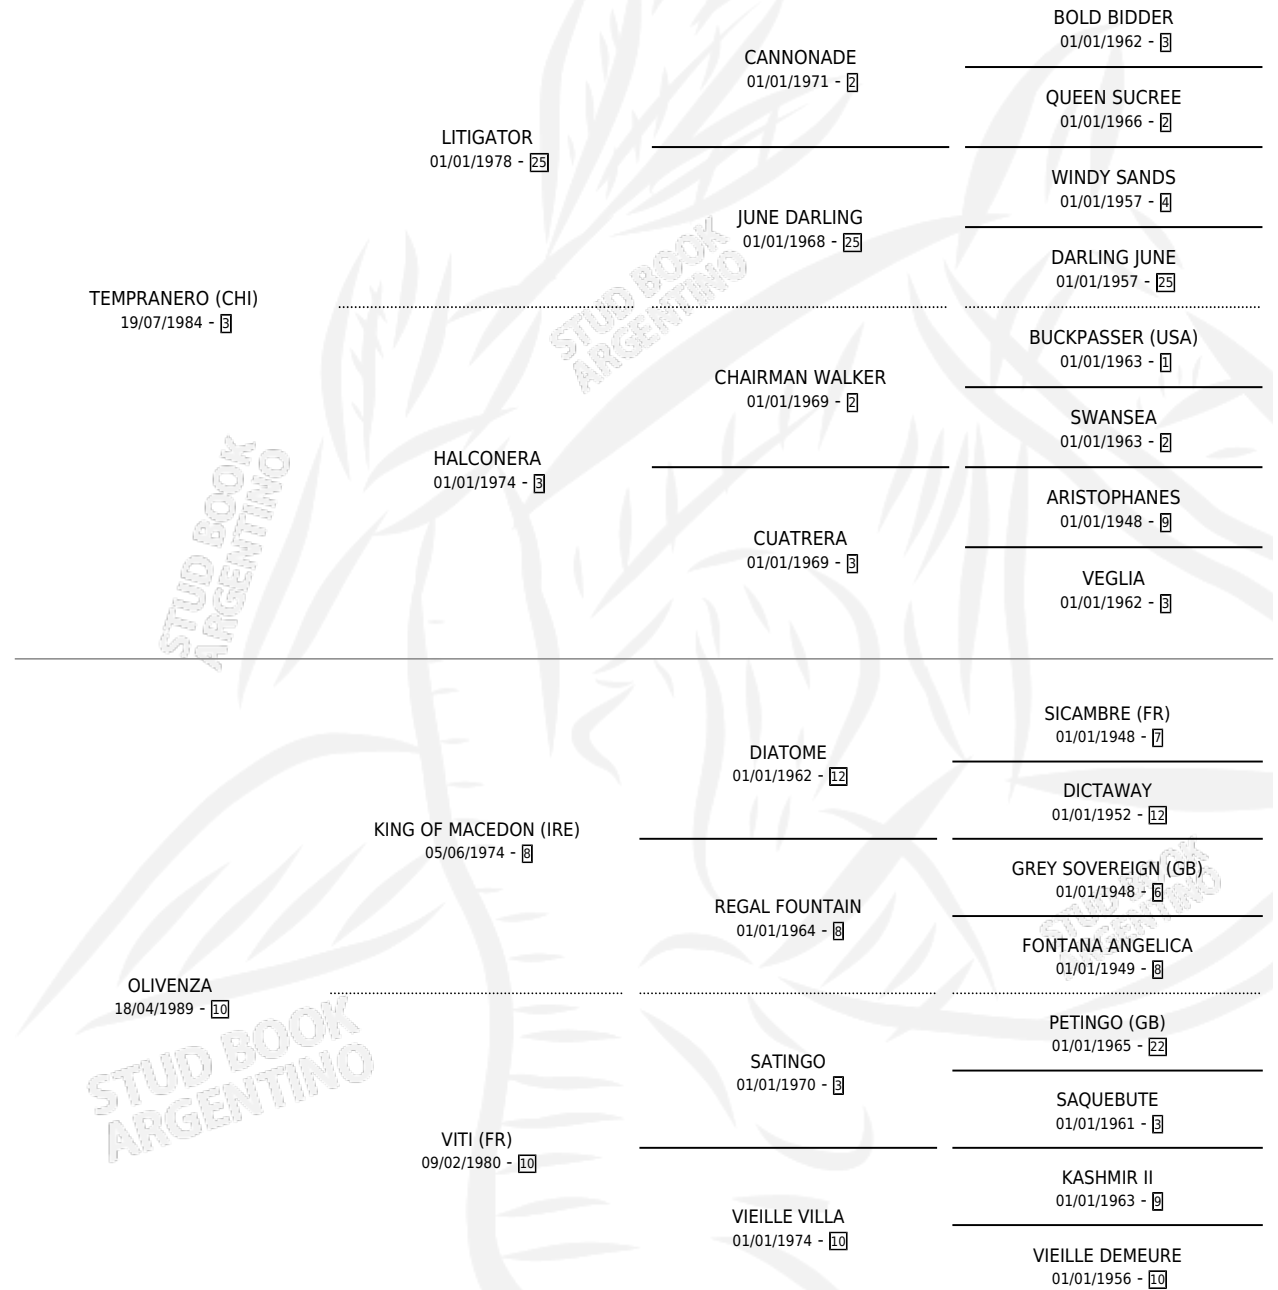 BOLD BIDDER
01/01/1962 - 3
CANNONADE
01/01/1971 - 2
QUEEN SUCREE
01/01/1966 - 2
LITIGATOR
01/01/1978 - 25
WINDY SANDS
01/01/1957 - 4
JUNE DARLING
01/01/1968 - 25
DARLING JUNE
01/01/1957 - 25
TEMPRANERO (CHI)
19/07/1984 - 3
BUCKPASSER (USA)
01/01/1963 - 1
CHAIRMAN WALKER
01/01/1969 - 2
SWANSEA
01/01/1963 - 2
HALCONERA
01/01/1974 - 3
ARISTOPHANES
01/01/1948 - 9
CUATRERA
01/01/1969 - 3
VEGLIA
01/01/1962 - 3
SICAMBRE (FR)
01/01/1948 - 7
DIATOME
01/01/1962 - 12
DICTAWAY
01/01/1952 - 12
KING OF MACEDON (IRE)
05/06/1974 - 8
GREY SOVEREIGN (GB)
01/01/1948 - 6
REGAL FOUNTAIN
01/01/1964 - 8
FONTANA ANGELICA
01/01/1949 - 8
OLIVENZA
18/04/1989 - 10
PETINGO (GB)
01/01/1965 - 22
SATINGO
01/01/1970 - 3
SAQUEBUTE
01/01/1961 - 3
VITI (FR)
09/02/1980 - 10
KASHMIR II
01/01/1963 - 9
VIEILLE VILLA
01/01/1974 - 10
VIEILLE DEMEURE
01/01/1956 - 10
STUD BOOK
ARGENTINO
STUD BOOK
ARGENTINO
STUD BOOK
ARGENTINO
STUD BOOK
ARGENTINO